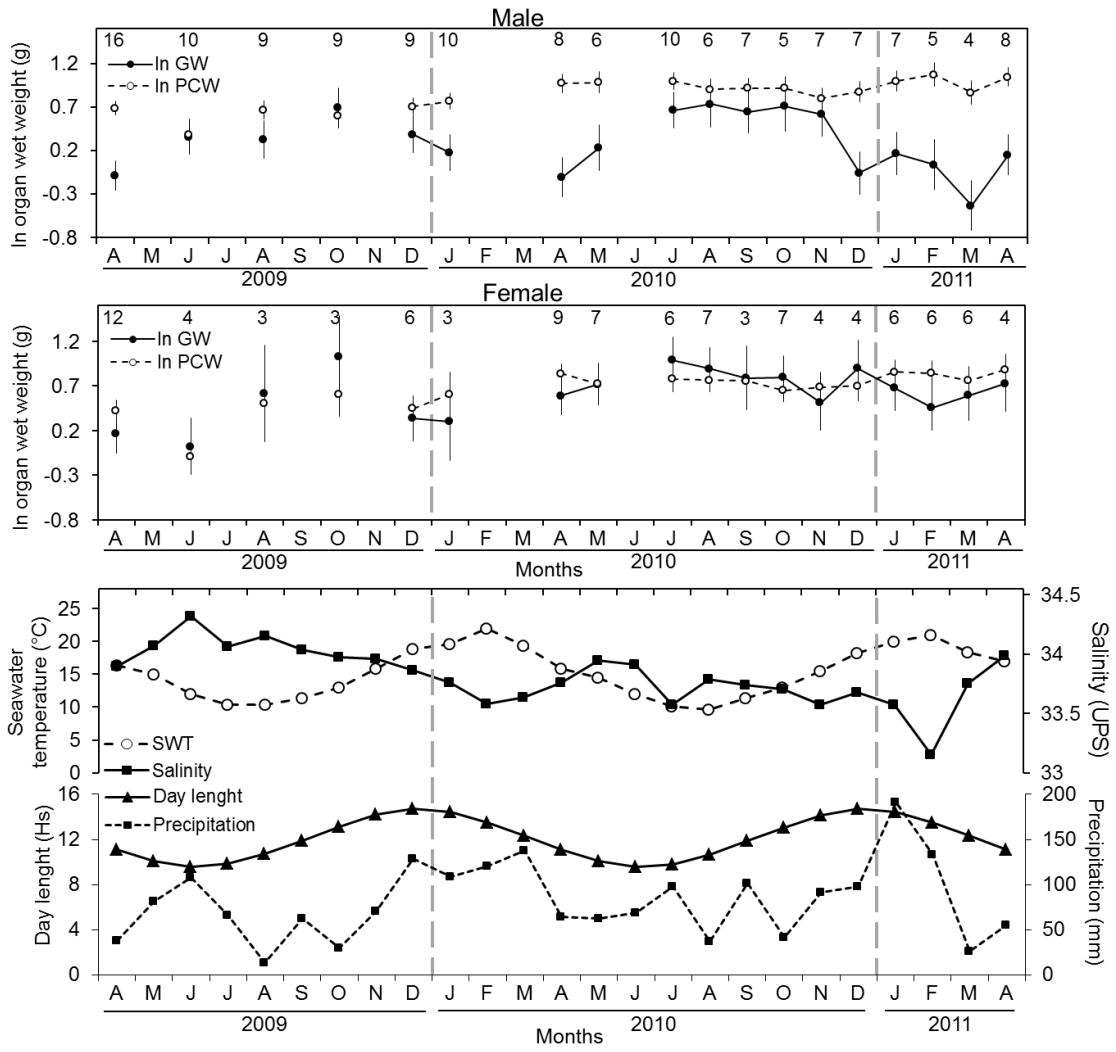 Male
16 10 9 9 9 10 8 6 10 6 7 5 7 7 7 5 4 8
ln GW
ln PCW
ln organ wet weight (g)
1.2
0.7
0.2
-0.3
-0.8
A M J J A S O N D J F M A M J J A S O N D J F M A
2009 2010 2011
Female
12 4 3 3 6 3 9 7 6 7 3 7 4 4 6 6 6 4
ln GW
ln PCW
ln organ wet weight (g)
1.2
0.7
0.2
-0.3
-0.8
A M J J A S O N D J F M A M J J A S O N D J F M A
2009 2010 2011
Months
Seawater
temperature (°C)
25
20
15
10
5
0
34.5
34
33.5
33
Salinity
(UPS)
SWT
Salinity
Day lenght
Precipitation
Day lenght (Hs)
16
12
8
4
0
200
150
100
50
0
Precipitation
(mm)
A M J J A S O N D J F M A M J J A S O N D J F M A
2009 2010 2011
Months